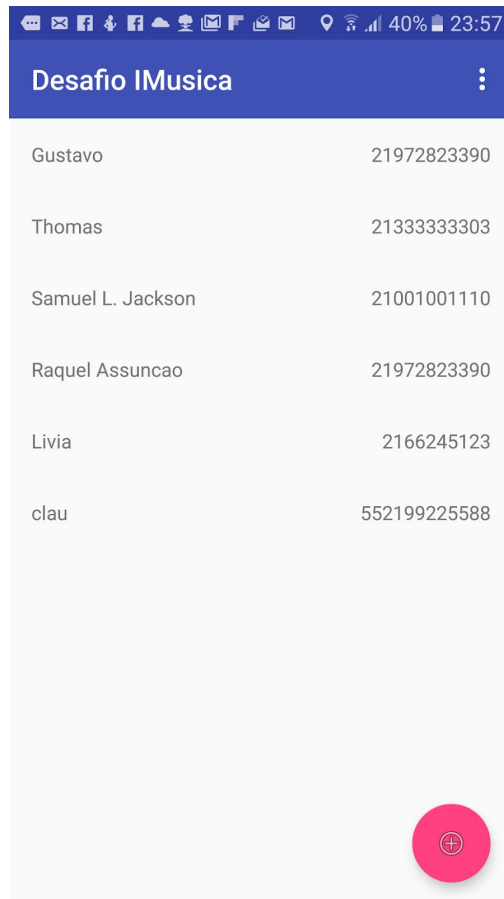 40% 23:57
Desafio IMusica
Gustavo 21972823390
Thomas 21333333303
Samuel L. Jackson 21001001110
Raquel Assuncao 21972823390
Livia 2166245123
clau 552199225588